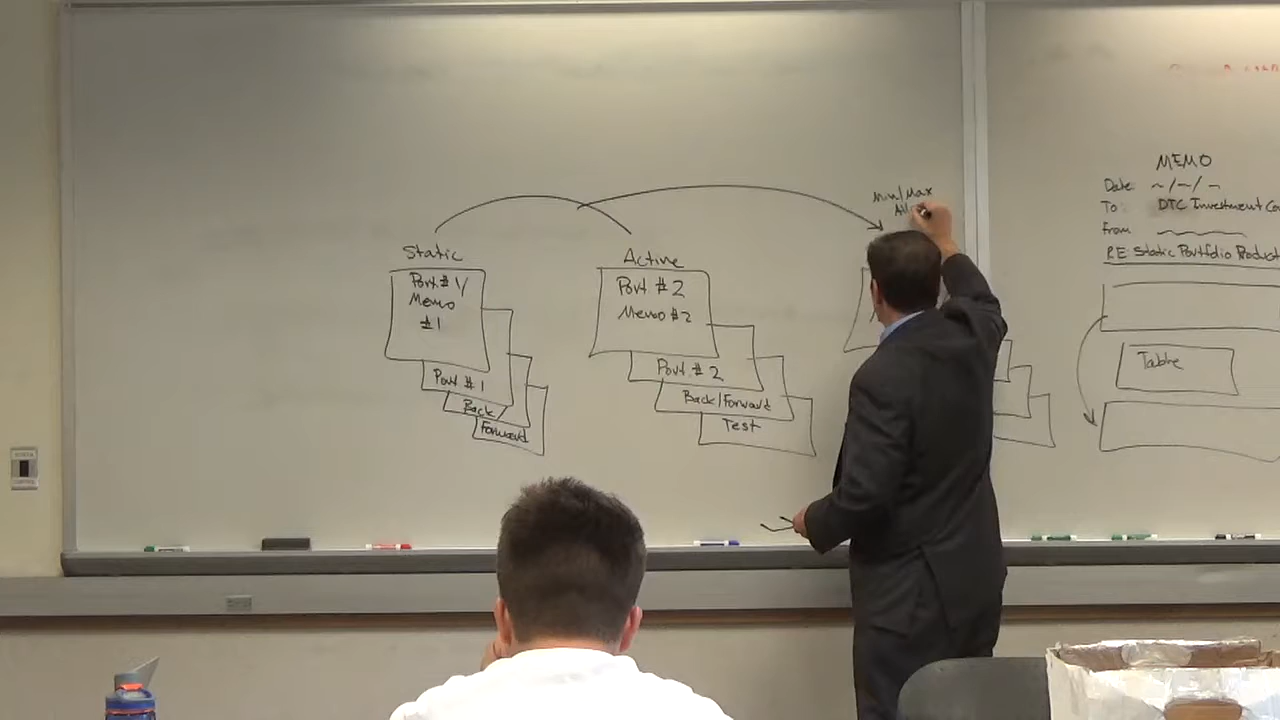 Static
Port. #1/
Memo
#1
Port #1
Back/
Forward
Active
Port #2
Memo #2
Port. #2
Back/Forward
Test
Min/Max
MEMO
Date: ~/~/~
To: DTC Investment
From
RE: Static Portfolio Product
Table